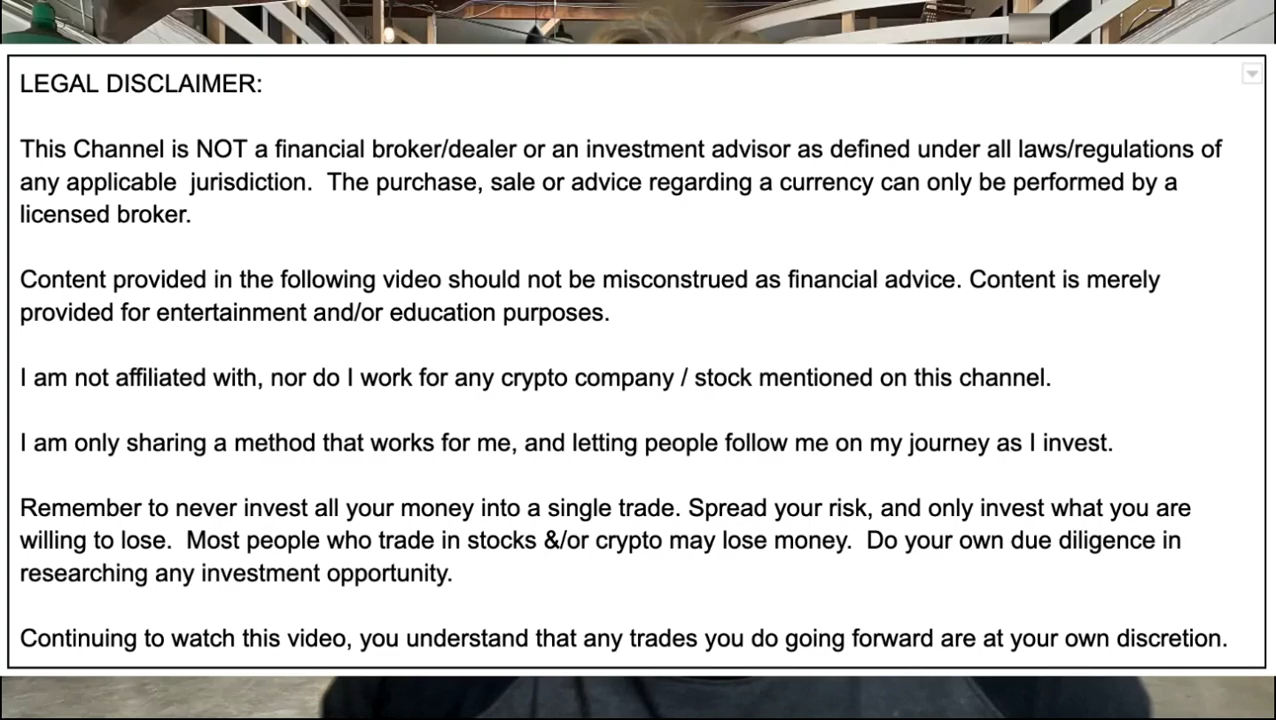 LEGAL DISCLAIMER:
This Channel is NOT a financial broker/dealer or an investment advisor as defined under all laws/regulations of
any applicable  jurisdiction.  The purchase, sale or advice regarding a currency can only be performed by a
licensed broker.
Content provided in the following video should not be misconstrued as financial advice. Content is merely
provided for entertainment and/or education purposes.
I am not affiliated with, nor do I work for any crypto company / stock mentioned on this channel.
I am only sharing a method that works for me, and letting people follow me on my journey as I invest.
Remember to never invest all your money into a single trade. Spread your risk, and only invest what you are
willing to lose.  Most people who trade in stocks &/or crypto may lose money.  Do your own due diligence in
researching any investment opportunity.
Continuing to watch this video, you understand that any trades you do going forward are at your own discretion.